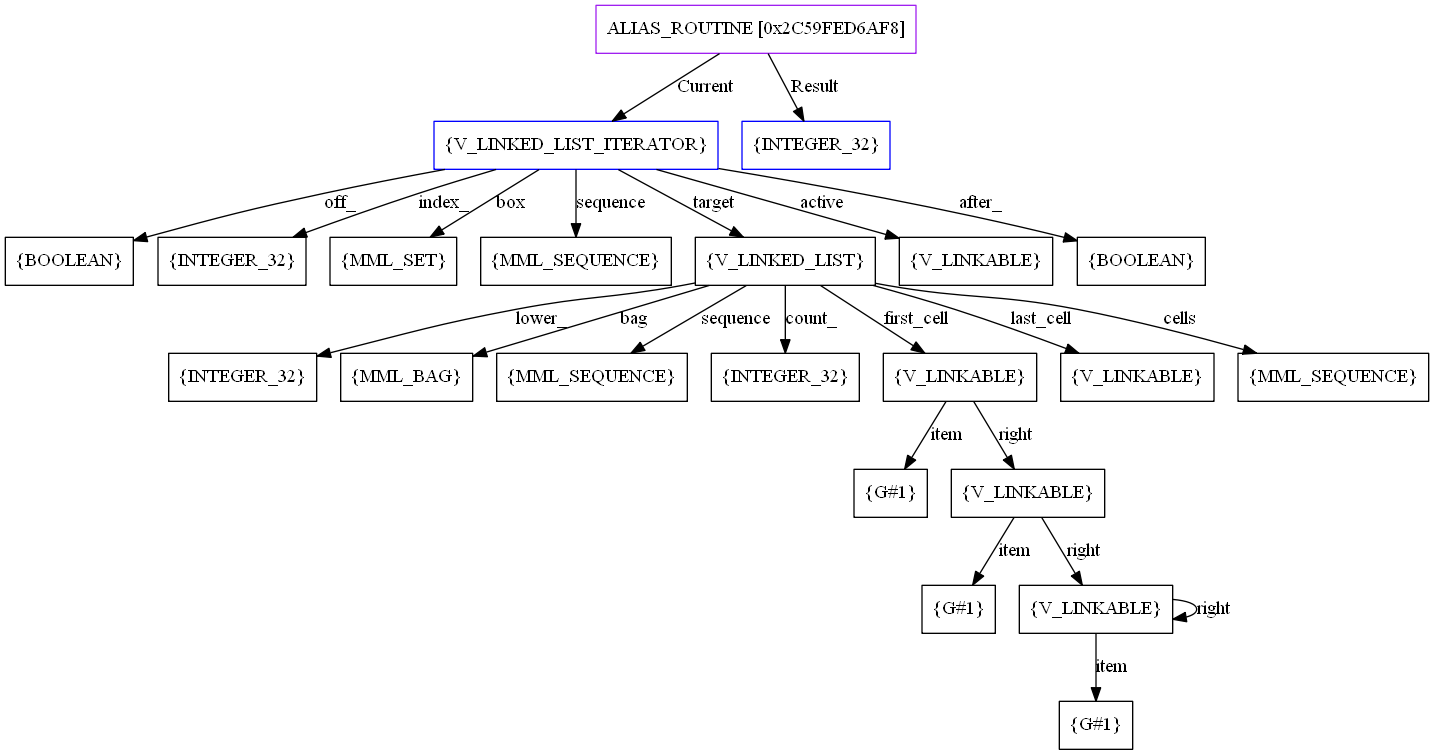 ALIAS_ROUTINE [0x2C59FED6AF8]
Current
Result
{V_LINKED_LIST_ITERATOR}
{INTEGER_32}
off_
index_
box
sequence
target
active
after_
{BOOLEAN}
{INTEGER_32}
{MML_SET}
{MML_SEQUENCE}
{V_LINKED_LIST}
{V_LINKABLE}
{BOOLEAN}
lower_
bag
sequence
count_
first_cell
last_cell
cells
{INTEGER_32}
{MML_BAG}
{MML_SEQUENCE}
{INTEGER_32}
{V_LINKABLE}
{V_LINKABLE}
{MML_SEQUENCE}
item
right
{G#1}
{V_LINKABLE}
item
right
{G#1}
{V_LINKABLE}
right
item
{G#1}